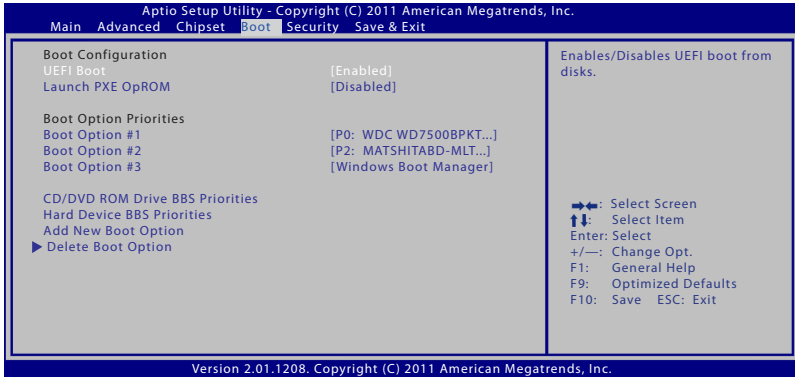 Aptio Setup Utility - Copyright (C) 2011 American Megatrends, Inc.
Main Advanced Chipset Boot Security Save & Exit
Boot Configuration
UEFI Boot [Enabled]
Launch PXE OpROM [Disabled]
Boot Option Priorities
Boot Option #1 [P0: WDC WD7500BPKT...]
Boot Option #2 [P2: MATSHITABD-MLT...]
Boot Option #3 [Windows Boot Manager]
CD/DVD ROM Drive BBS Priorities
Hard Device BBS Priorities
Add New Boot Option
Delete Boot Option
Enables/Disables UEFI boot from
disks.
: Select Screen
: Select Item
Enter: Select
+/—: Change Opt.
F1: General Help
F9: Optimized Defaults
F10: Save ESC: Exit
Version 2.01.1208. Copyright (C) 2011 American Megatrends, Inc.